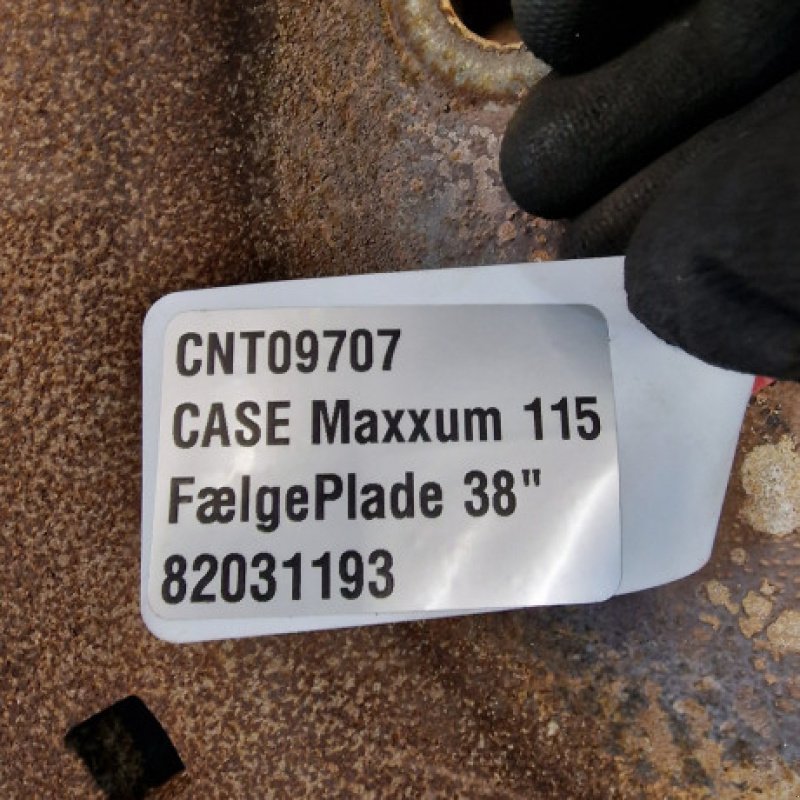 CNT09707
CASE Maxxum 115
FælgePlade 38"
82031193